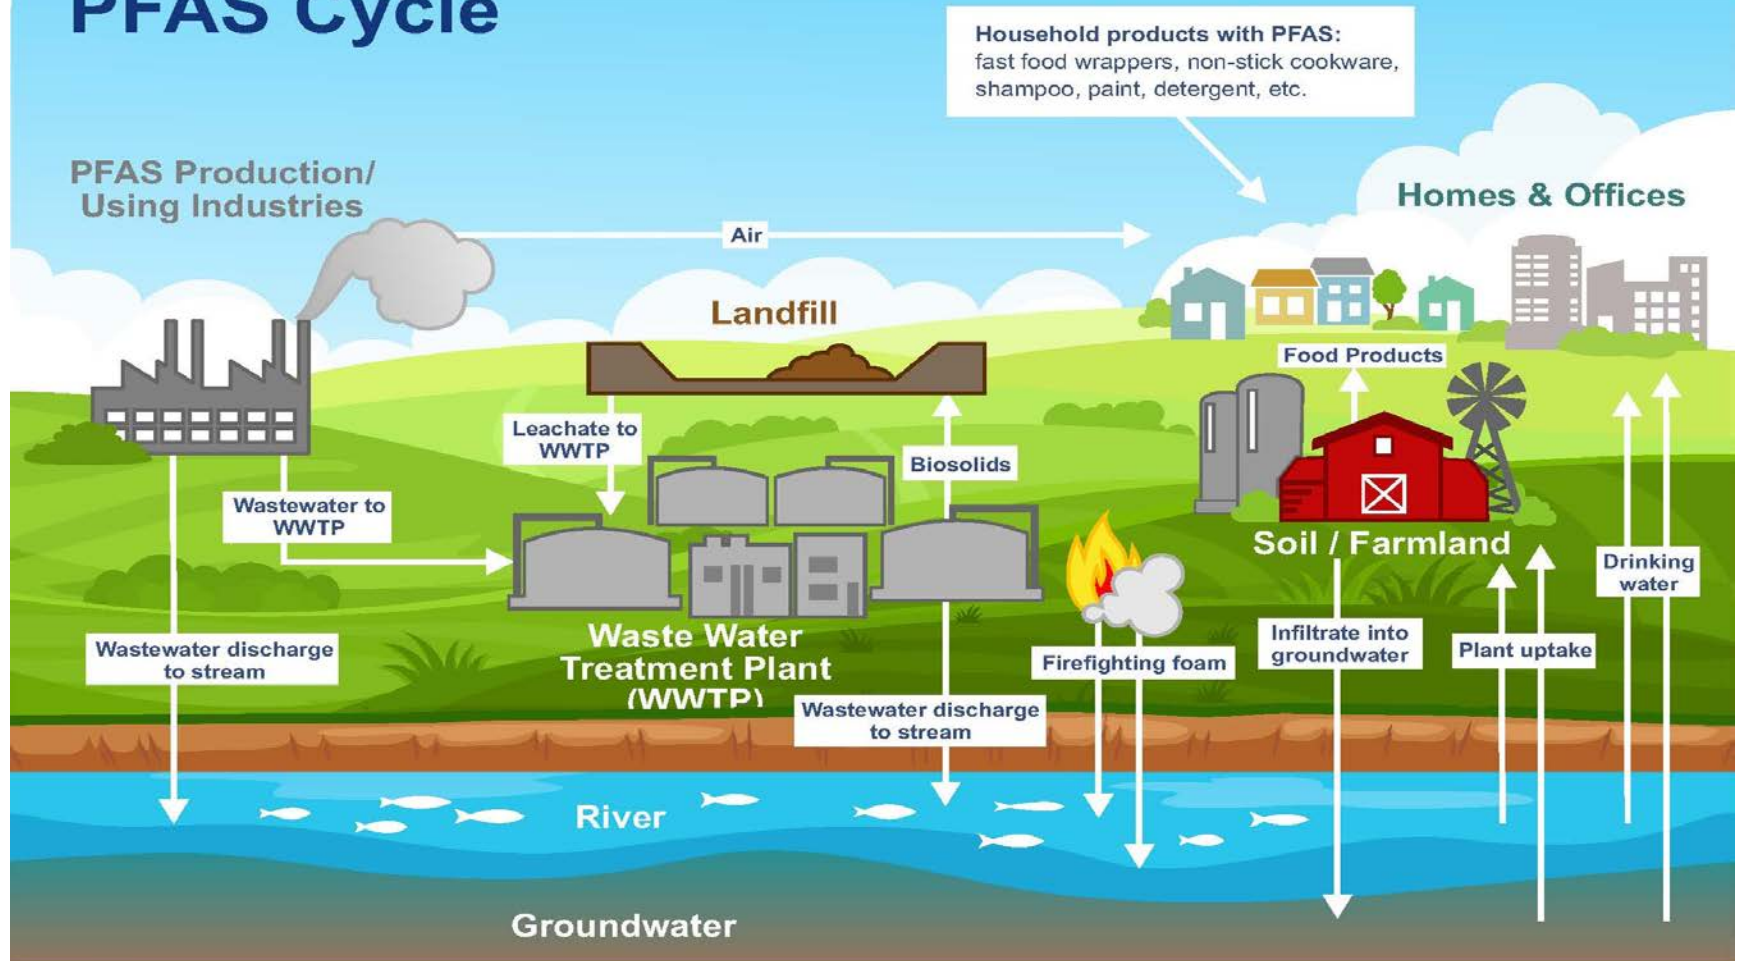 PFAS Cycle
Household products with PFAS:
fast food wrappers, non-stick cookware,
shampoo, paint, detergent, etc.
PFAS Production/
Using Industries
Homes & Offices
Air
Landfill
Food Products
Leachate to
WWTP
Biosolids
Wastewater to
WWTP
Soil / Farmland
Drinking
water
Waste Water
Treatment Plant
(WWTP)
Wastewater discharge
to stream
Firefighting foam
Infiltrate into
groundwater
Plant uptake
Wastewater discharge
to stream
River
Groundwater